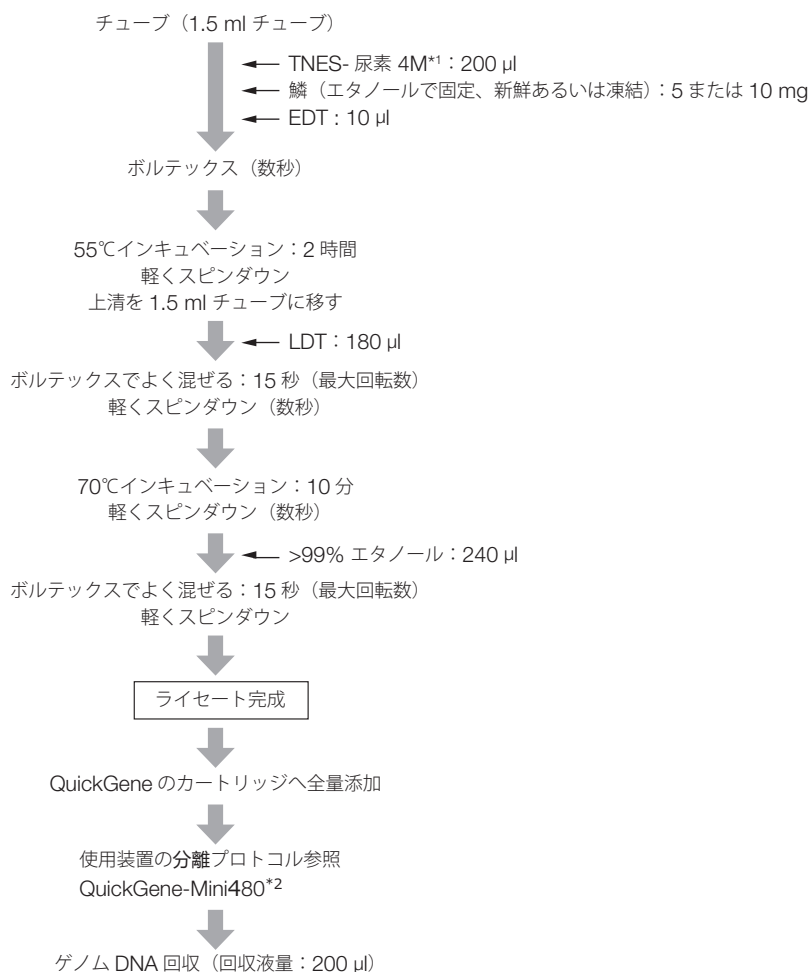 チューブ（1.5 ml チューブ）
TNES- 尿素 4M*1：200 μl
鱗（エタノールで固定、新鮮あるいは凍結）：5 または 10 mg
EDT : 10 μl
ボルテックス（数秒）
55℃インキュベーション：2 時間
軽くスピンダウン
上清を 1.5 ml チューブに移す
LDT：180 μl
ボルテックスでよく混ぜる：15 秒（最大回転数）
軽くスピンダウン（数秒）
70℃インキュベーション：10 分
軽くスピンダウン（数秒）
>99% エタノール：240 μl
ボルテックスでよく混ぜる：15 秒（最大回転数）
軽くスピンダウン
ライセート完成
QuickGene のカートリッジへ全量添加
使用装置の分離プロトコル参照
QuickGene-Mini480*2
ゲノム DNA 回収（回収液量：200 μl）